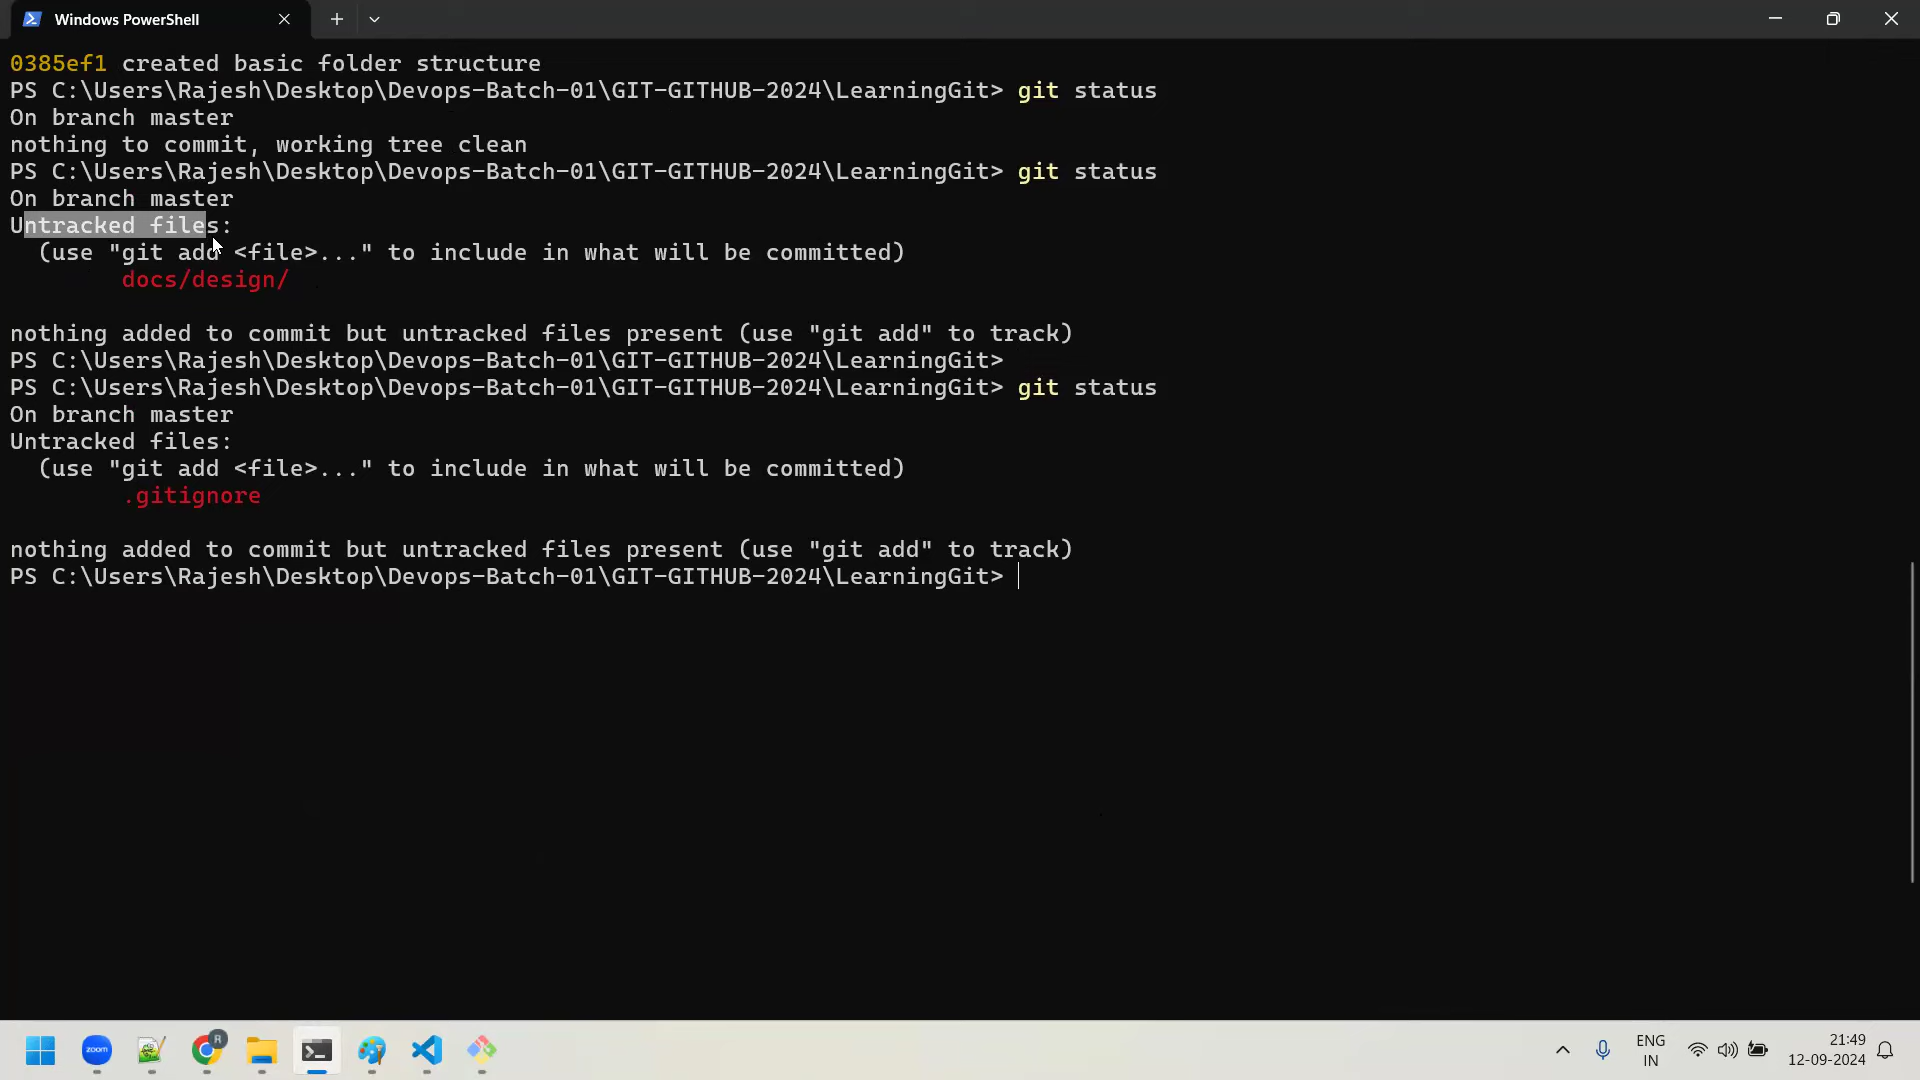 Windows PowerShell
0385ef1 created basic folder structure
PS C:\Users\Rajesh\Desktop\Devops-Batch-01\GIT-GITHUB-2024\LearningGit> git status
On branch master
nothing to commit, working tree clean
PS C:\Users\Rajesh\Desktop\Devops-Batch-01\GIT-GITHUB-2024\LearningGit> git status
On branch master
Untracked files:
  (use "git add <file>..." to include in what will be committed)
        docs/design/
nothing added to commit but untracked files present (use "git add" to track)
PS C:\Users\Rajesh\Desktop\Devops-Batch-01\GIT-GITHUB-2024\LearningGit>
PS C:\Users\Rajesh\Desktop\Devops-Batch-01\GIT-GITHUB-2024\LearningGit> git status
On branch master
Untracked files:
  (use "git add <file>..." to include in what will be committed)
        .gitignore
nothing added to commit but untracked files present (use "git add" to track)
PS C:\Users\Rajesh\Desktop\Devops-Batch-01\GIT-GITHUB-2024\LearningGit>
zoom
R
ENG
IN
21:49
12-09-2024